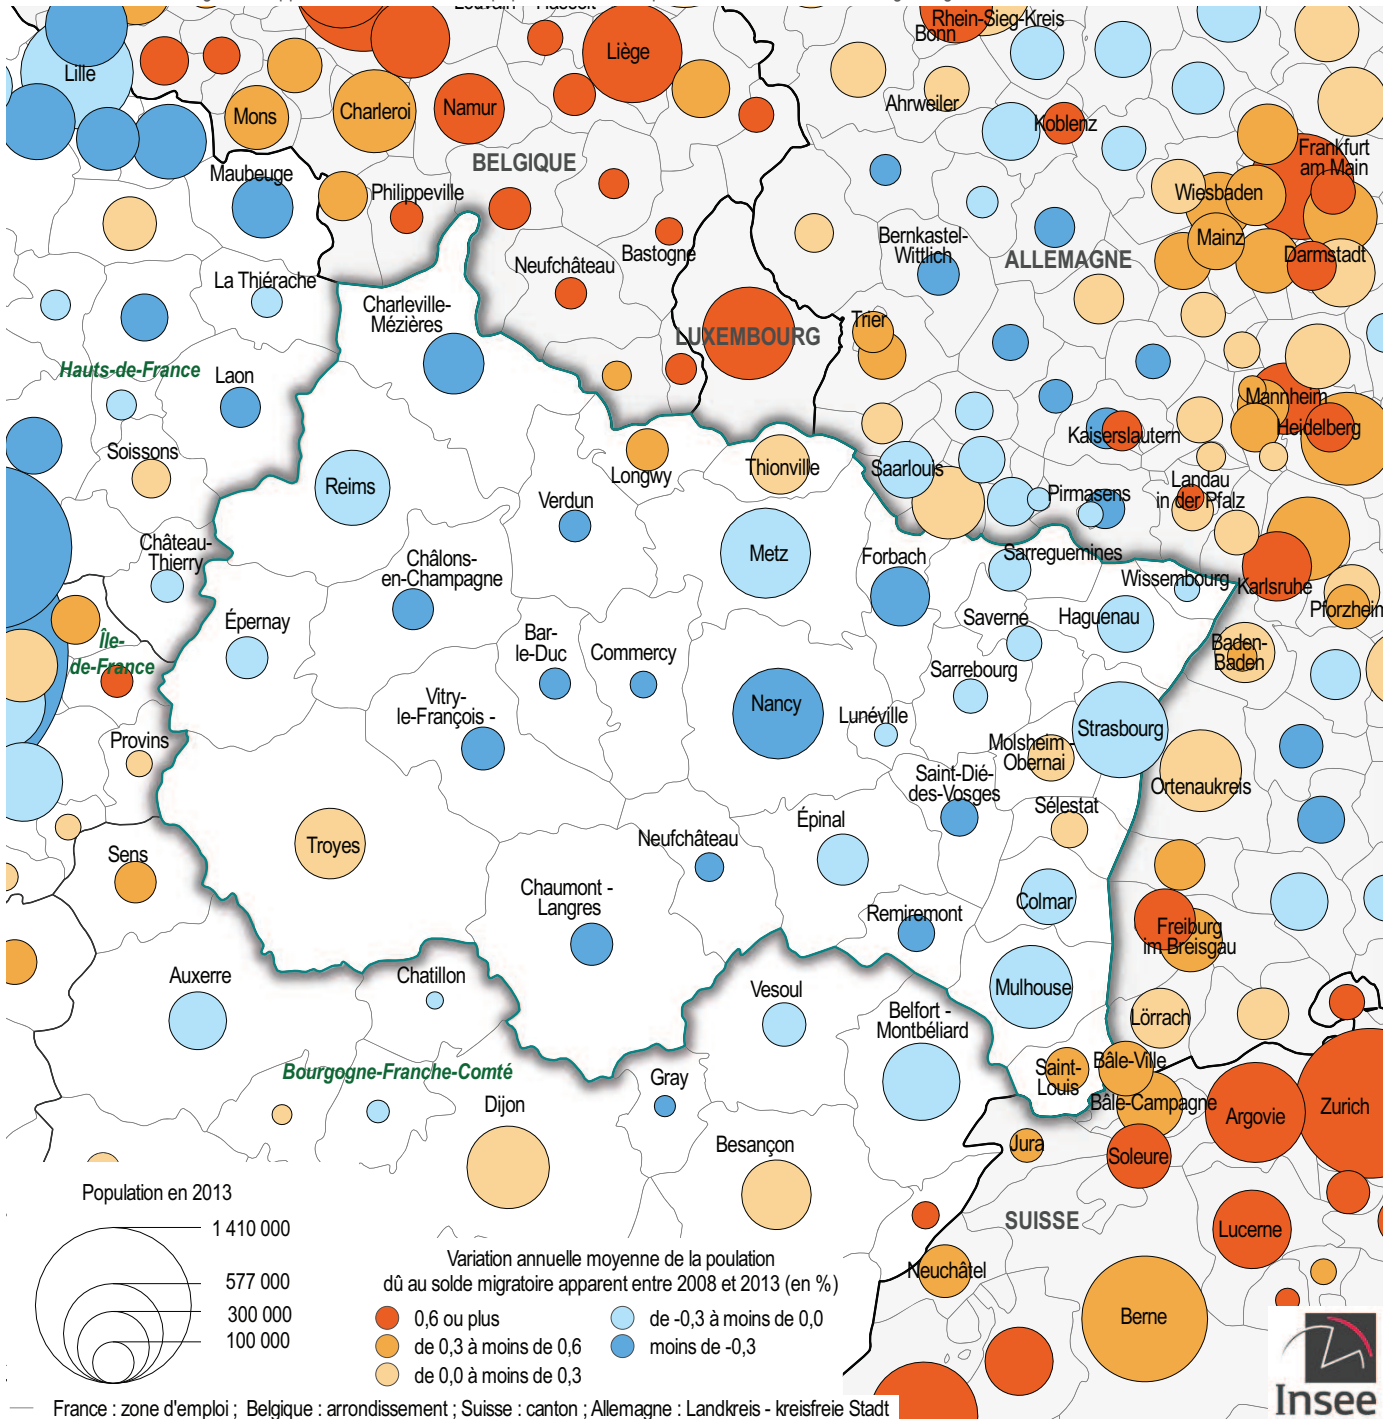 Rhein-Sieg-Kreis
Bonn
Lille
Liège
Mons
Charleroi
Namur
Ahrweiler
Koblenz
BELGIQUE
Frankfurt
am Main
Maubeuge
Philippeville
Wiesbaden
Bernkastel-
Wittlich
Mainz
Bastogne
Neufchâteau
ALLEMAGNE
Darmstadt
La Thiérache
Charleville-
Mézières
LUXEMBOURG
Trier
Hauts-de-France
Laon
Mannheim
Heidelberg
Kaiserslautern
Soissons
Longwy
Thionville
Saarlouis
Reims
Verdun
Pirmasens
Landau
in der Pfalz
Château-
Thierry
Châlons-
en-Champagne
Metz
Forbach
Sarreguemines
Wissembourg
Karlsruhe
Pforzheim
Épernay
Île-
de-France
Bar-
le-Duc
Commercy
Saverne
Haguenau
Baden-
Baden
Sarrebourg
Vitry-
le-François -
Nancy
Lunéville
Strasbourg
Provins
Molsheim -
Obernai
Saint-Dié-
des-Vosges
Ortenaukreis
Sélestat
Troyes
Épinal
Neufchâteau
Sens
Chaumont -
Langres
Colmar
Remiremont
Freiburg
im Breisgau
Auxerre
Chatillon
Vesoul
Mulhouse
Belfort -
Montbéliard
Lörrach
Bourgogne-Franche-Comté
Gray
Saint-
Louis
Bâle-Ville
Bâle-Campagne
Dijon
Argovie
Zurich
Besançon
Jura
Soleure
SUISSE
Lucerne
Neuchâtel
Berne
Population en 2013
1 410 000
577 000
300 000
100 000
Variation annuelle moyenne de la poulation
dû au solde migratoire apparent entre 2008 et 2013 (en %)
0,6 ou plus
de 0,3 à moins de 0,6
de 0,0 à moins de 0,3
de -0,3 à moins de 0,0
moins de -0,3
Insee
France : zone d'emploi ; Belgique : arrondissement ; Suisse : canton ; Allemagne : Landkreis - kreisfreie Stadt